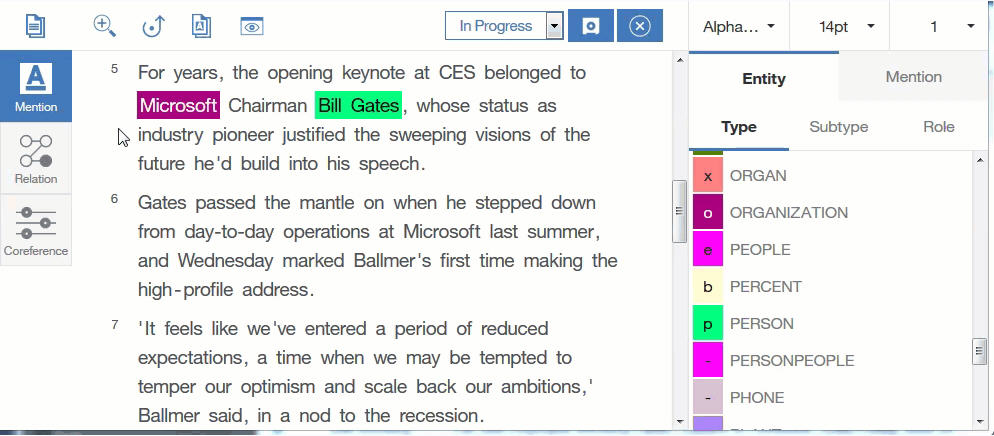 In Progress
Alpha... 14pt 1
Mention
Relation
Coreference
5 For years, the opening keynote at CES belonged to
Microsoft Chairman Bill Gates, whose status as
industry pioneer justified the sweeping visions of the
future he'd build into his speech.
6 Gates passed the mantle on when he stepped down
from day-to-day operations at Microsoft last summer,
and Wednesday marked Ballmer's first time making the
high-profile address.
7 'It feels like we've entered a period of reduced
expectations, a time when we may be tempted to
temper our optimism and scale back our ambitions,'
Ballmer said, in a nod to the recession.
Entity Mention
Type Subtype Role
x ORGAN
o ORGANIZATION
e PEOPLE
b PERCENT
p PERSON
- PERSONPEOPLE
- PHONE